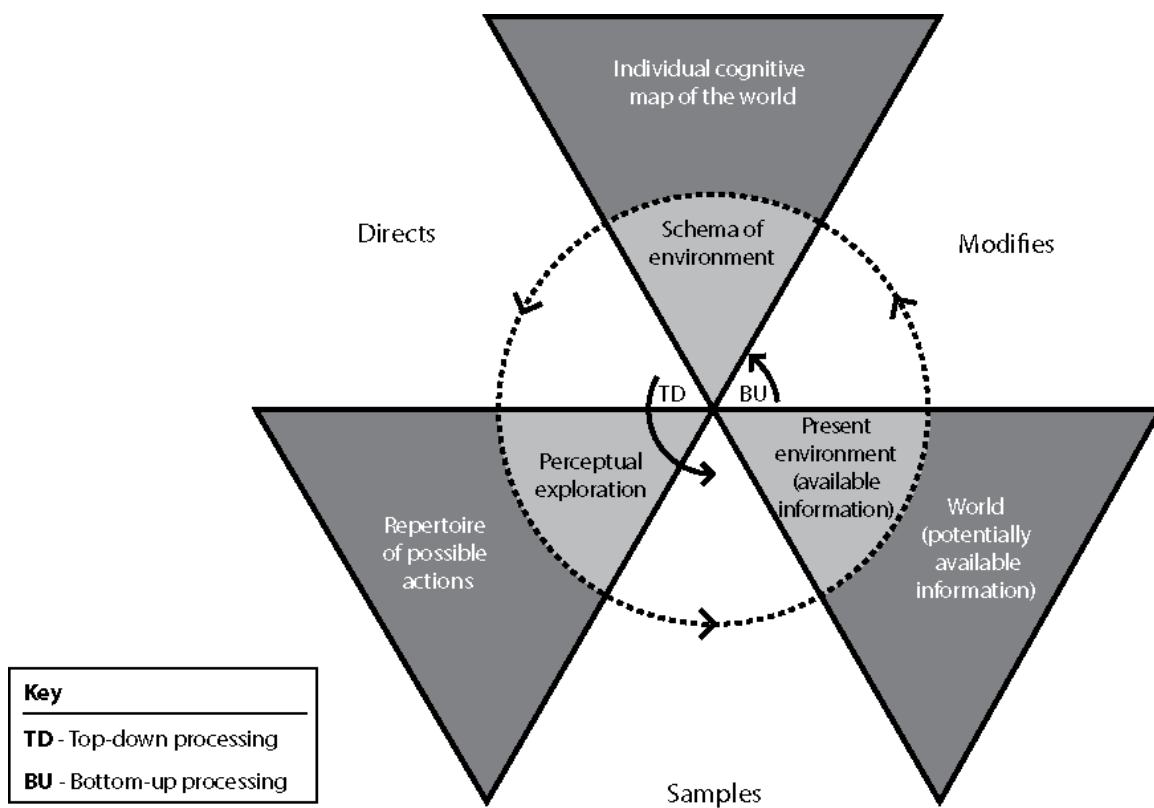 Individual cognitive
map of the world
Directs
Schema of
environment
Modifies
TD
BU
Perceptual
exploration
Present
environment
(available
information)
Repertoire
of possible
actions
World
(potentially
available
information)
Key
TD - Top-down processing
BU - Bottom-up processing
Samples